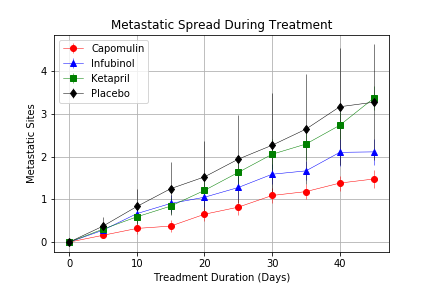 Metastatic Spread During Treatment
Capomulin
Infubinol
Ketapril
Placebo
Metastatic Sites
4
3
2
1
0
0
10
20
30
40
Treadment Duration (Days)